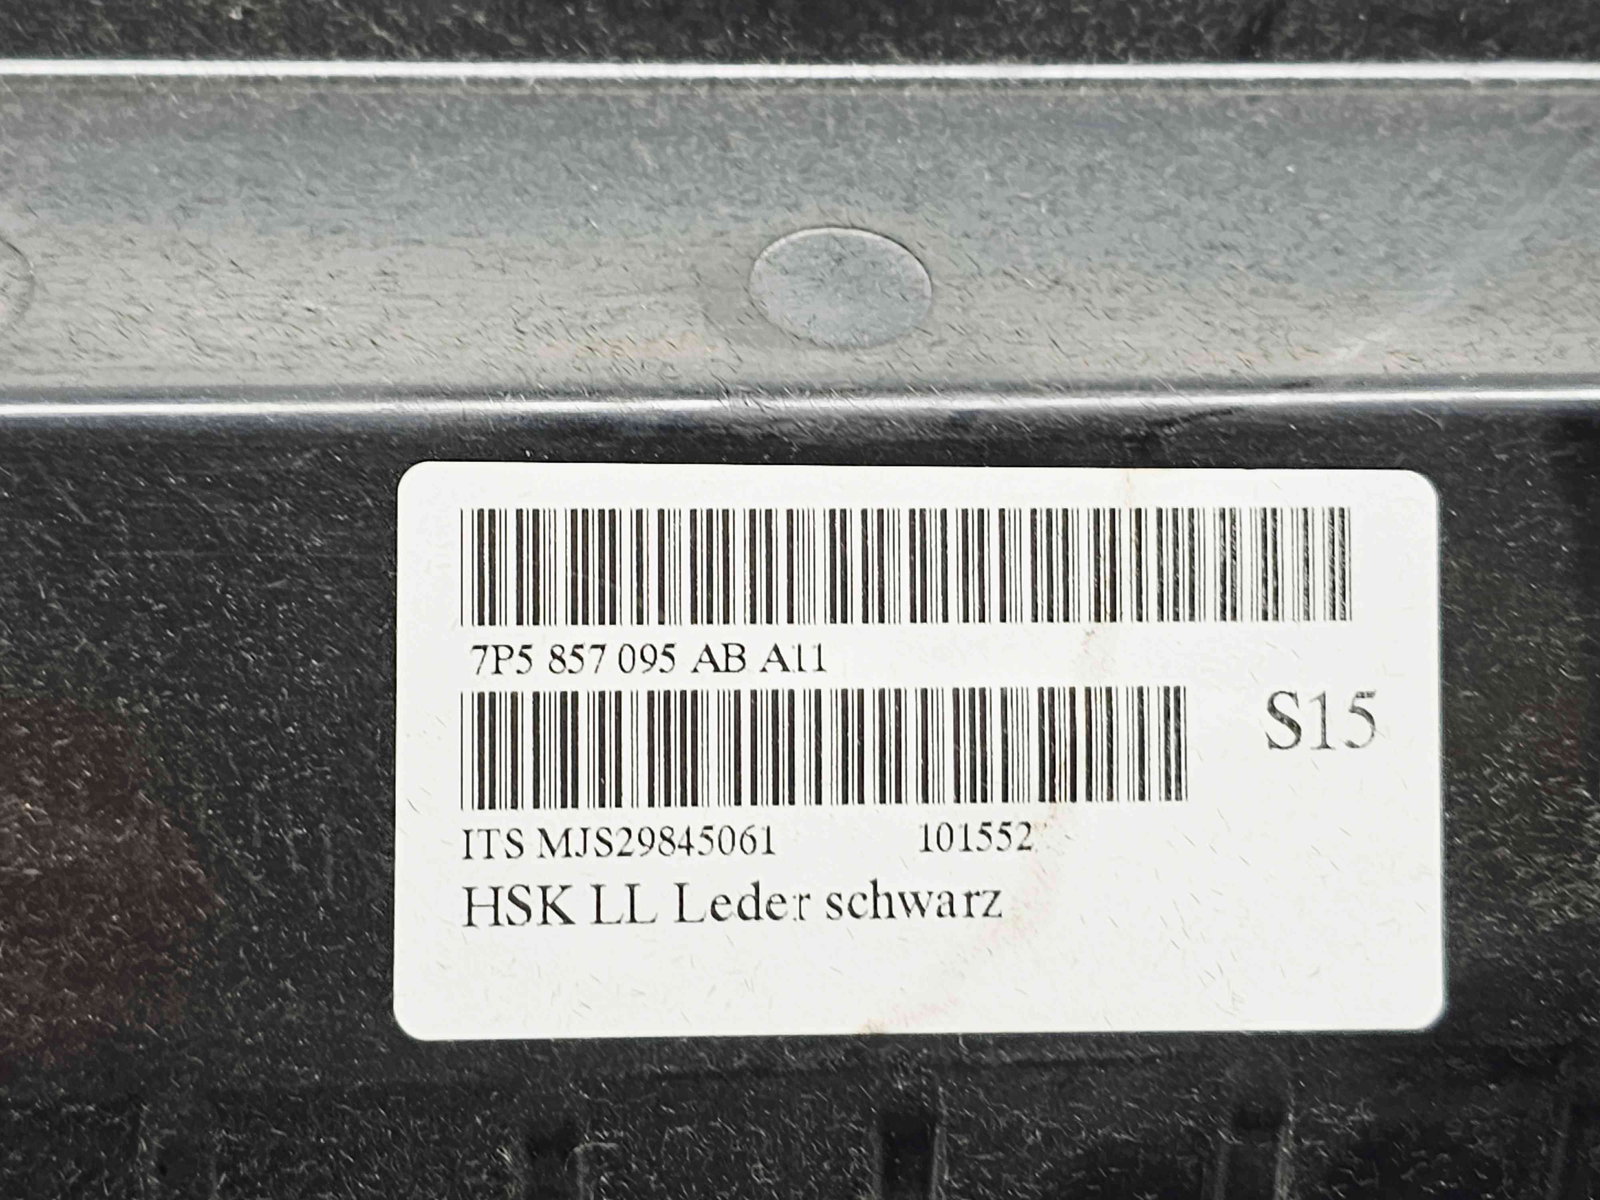 7P5 857 095 AB A11
S15
ITS MJS29845061 101552
HSK LL Leder schwarz